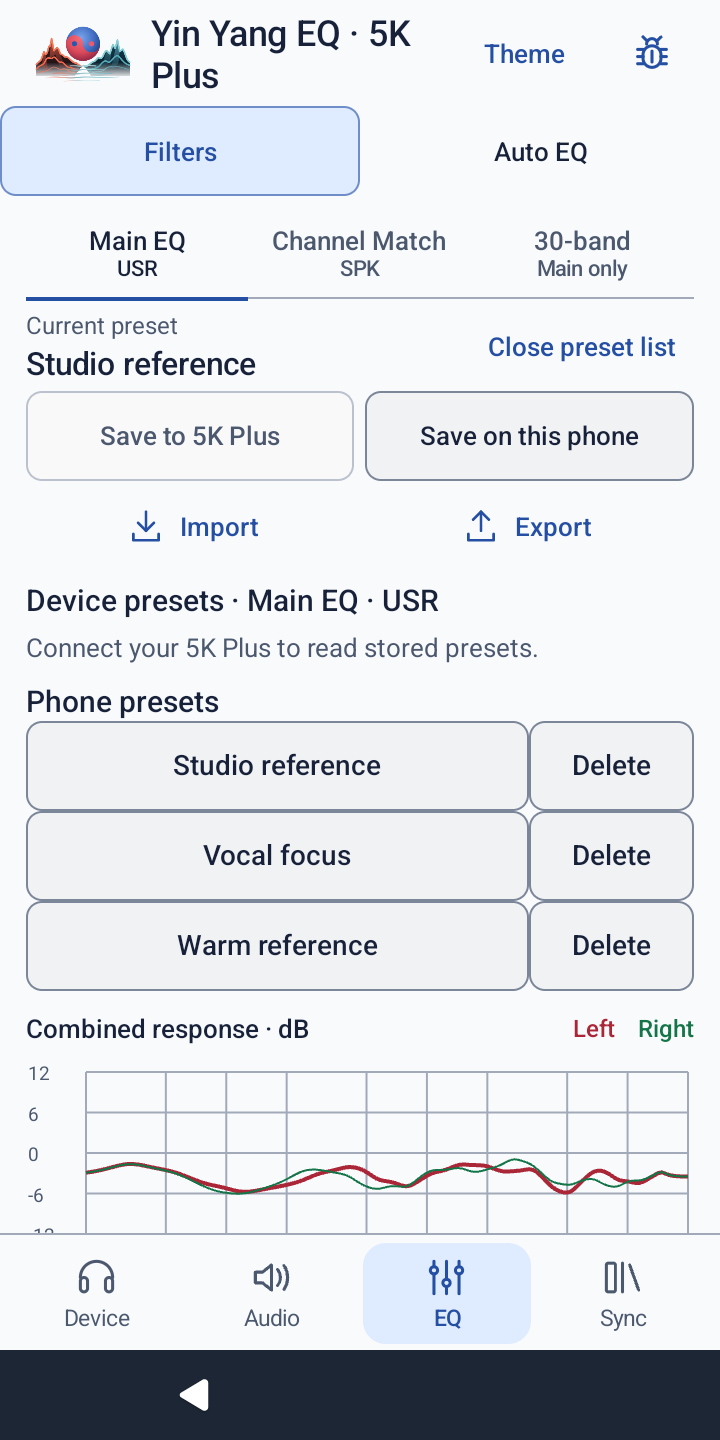 Yin Yang EQ · 5K
Plus
Theme
Filters
Auto EQ
Main EQ
USR
Channel Match
SPK
30-band
Main only
Current preset
Studio reference
Close preset list
Save to 5K Plus
Save on this phone
Import
Export
Device presets · Main EQ · USR
Connect your 5K Plus to read stored presets.
Phone presets
Studio reference
Delete
Vocal focus
Delete
Warm reference
Delete
Combined response · dB
Left
Right
12
6
0
-6
Device
Audio
EQ
Sync